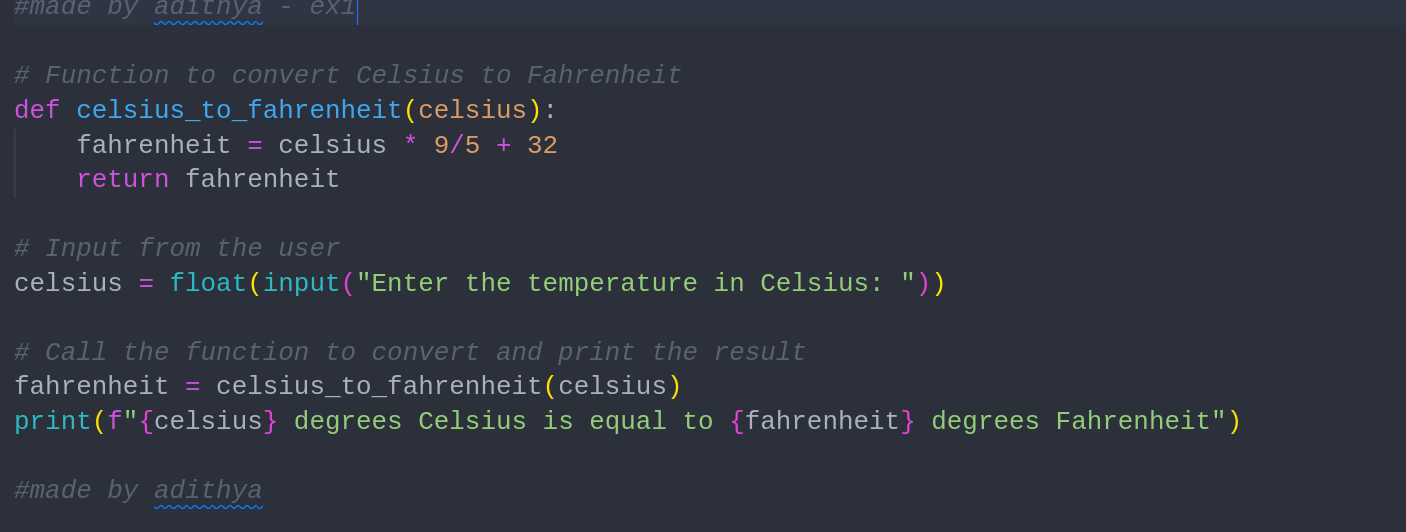 #made by adithya - ex1
# Function to convert Celsius to Fahrenheit
def celsius_to_fahrenheit(celsius):
    fahrenheit = celsius * 9/5 + 32
    return fahrenheit
# Input from the user
celsius = float(input("Enter the temperature in Celsius: "))
# Call the function to convert and print the result
fahrenheit = celsius_to_fahrenheit(celsius)
print(f"{celsius} degrees Celsius is equal to {fahrenheit} degrees Fahrenheit")
#made by adithya